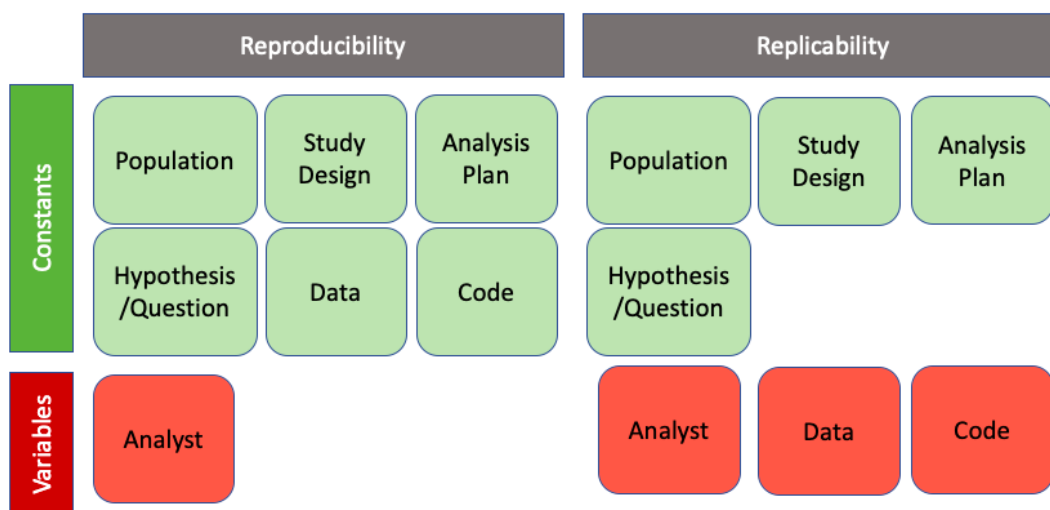 Reproducibility
Replicability
Constants
Population
Study
Design
Analysis
Plan
Population
Study
Design
Analysis
Plan
Hypothesis
/Question
Data
Code
Hypothesis
/Question
Variables
Analyst
Analyst
Data
Code